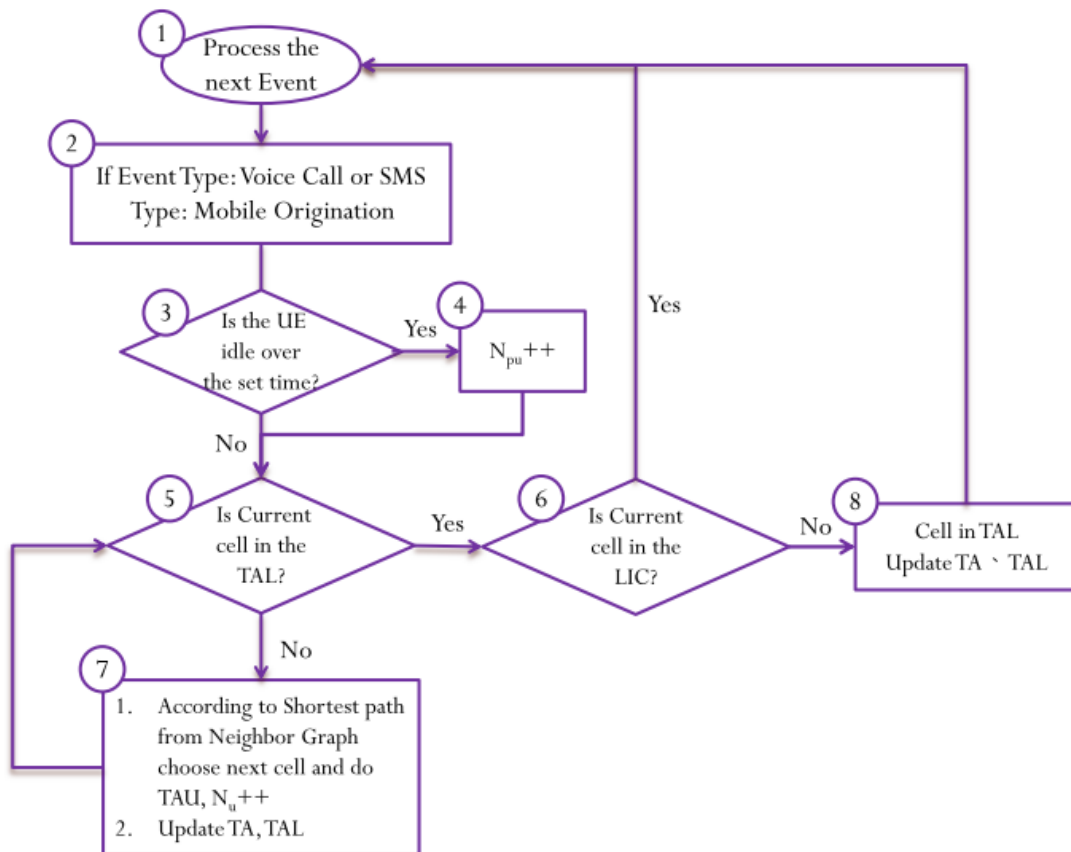 1
Process the
next Event
2
If Event Type: Voice Call or SMS
Type: Mobile Origination
3
Is the UE
idle over
the set time?
Yes
4
Npu++
No
Yes
5
Is Current
cell in the
TAL?
Yes
6
Is Current
cell in the
LIC?
No
8
Cell in TAL
Update TA、TAL
No
7
1. According to Shortest path
from Neighbor Graph
choose next cell and do
TAU, Nu++
2. Update TA, TAL